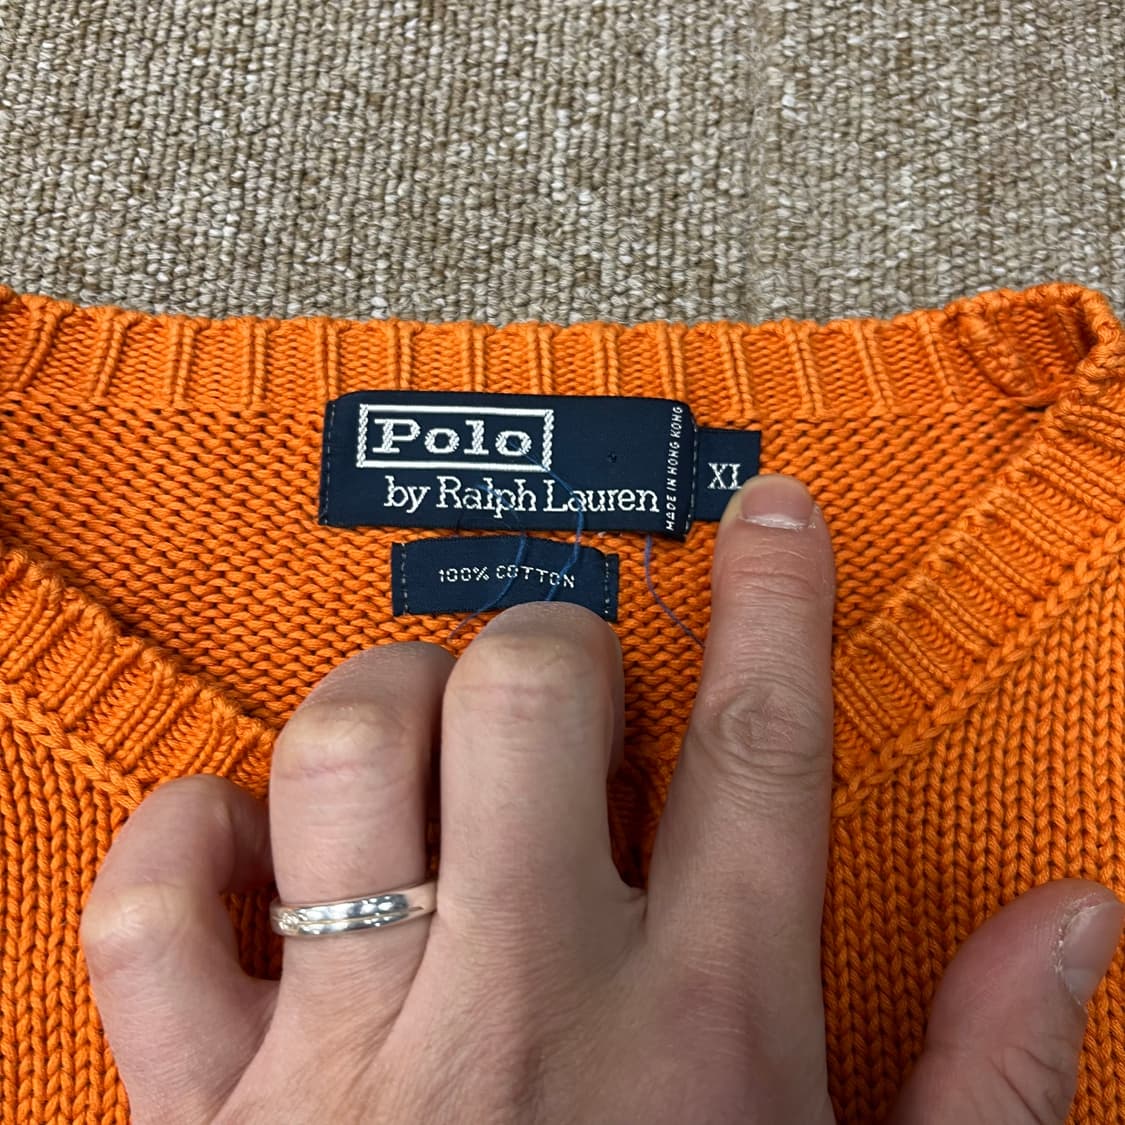 Polo
by Ralph Lauren
MADE IN HONG KONG
XL
100% COTTON